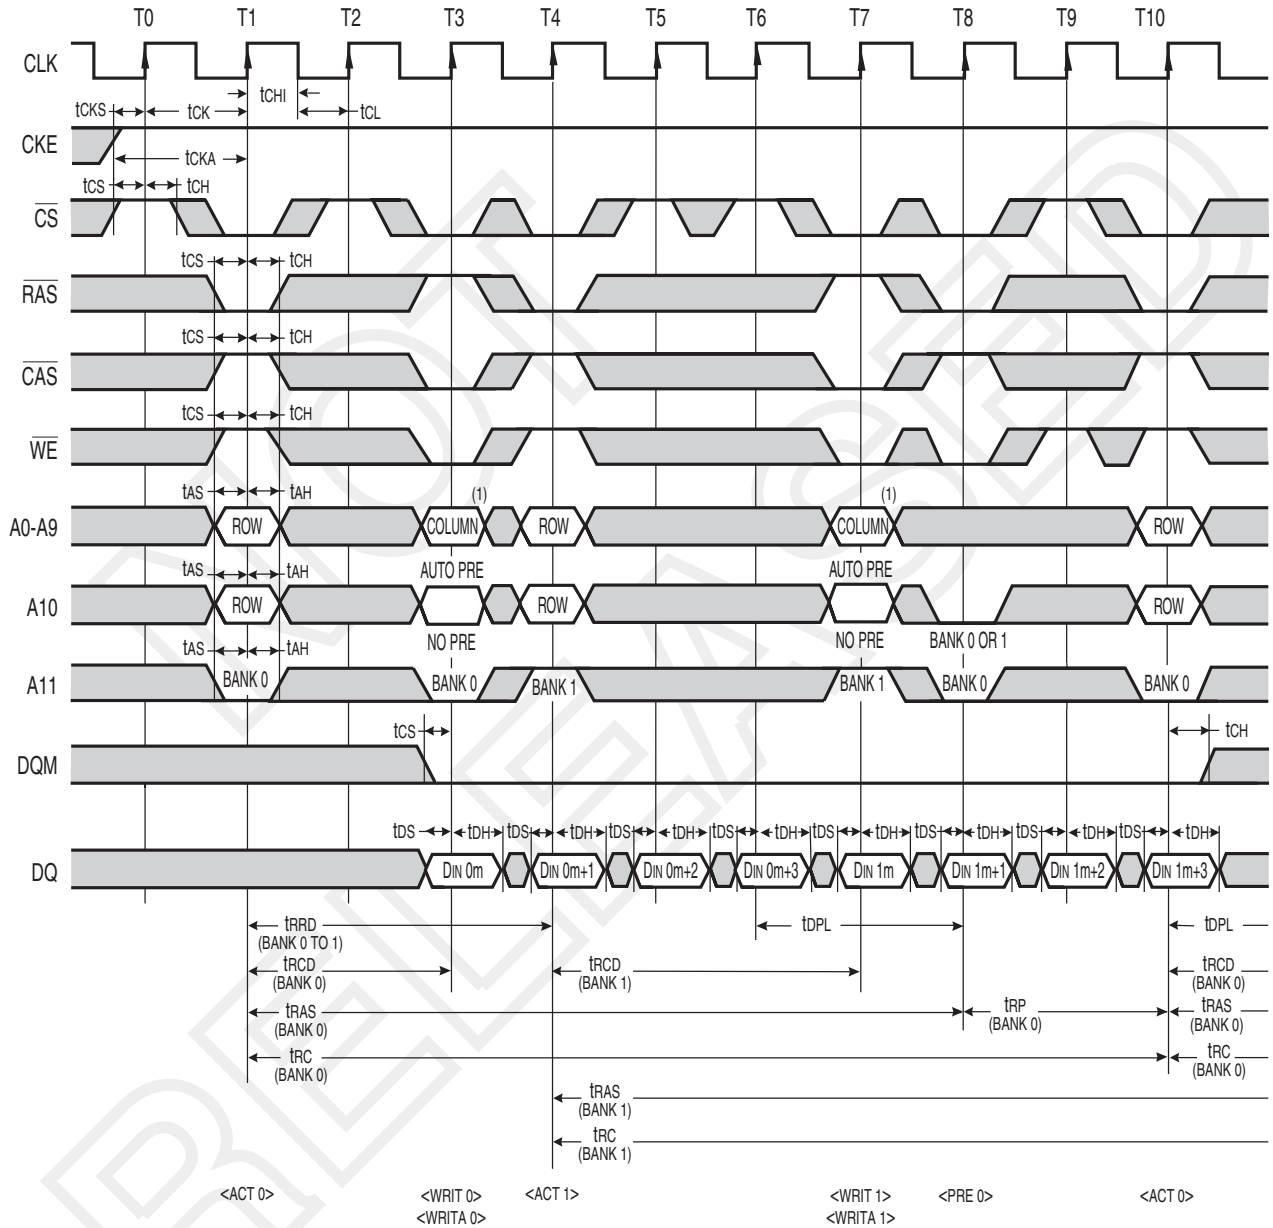 T0 T1 T2 T3 T4 T5 T6 T7 T8 T9 T10
CLK
tCHI
tCKS tCK tCL
CKE
tCKA
tCS tCH
CS
tCS tCH
RAS
tCS tCH
CAS
tCS tCH
WE
tAS tAH (1) (1)
A0-A9 ROW COLUMN ROW COLUMN ROW
tAS tAH AUTO PRE AUTO PRE
A10 ROW ROW ROW
tAS tAH NO PRE NO PRE BANK 0 OR 1
A11 BANK 0 BANK 0 BANK 1 BANK 1 BANK 0 BANK 0
tCS tCH
DQM
tDS tDH tDS tDH tDS tDH tDS tDH tDS tDH tDS tDH tDS tDH tDS tDH
DQ DIN 0m DIN 0m+1 DIN 0m+2 DIN 0m+3 DIN 1m DIN 1m+1 DIN 1m+2 DIN 1m+3
tRRD tDPL tDPL
(BANK 0 TO 1)
tRCD tRCD tRCD
(BANK 0) (BANK 1) (BANK 0)
tRAS tRP tRAS
(BANK 0) (BANK 0) (BANK 0)
tRC tRC
(BANK 0) (BANK 0)
tRAS
(BANK 1)
tRC
(BANK 1)
<ACT 0> <WRIT 0> <ACT 1> <WRIT 1> <PRE 0> <ACT 0>
<WRITA 0> <WRITA 1>
NOT
RELEASED